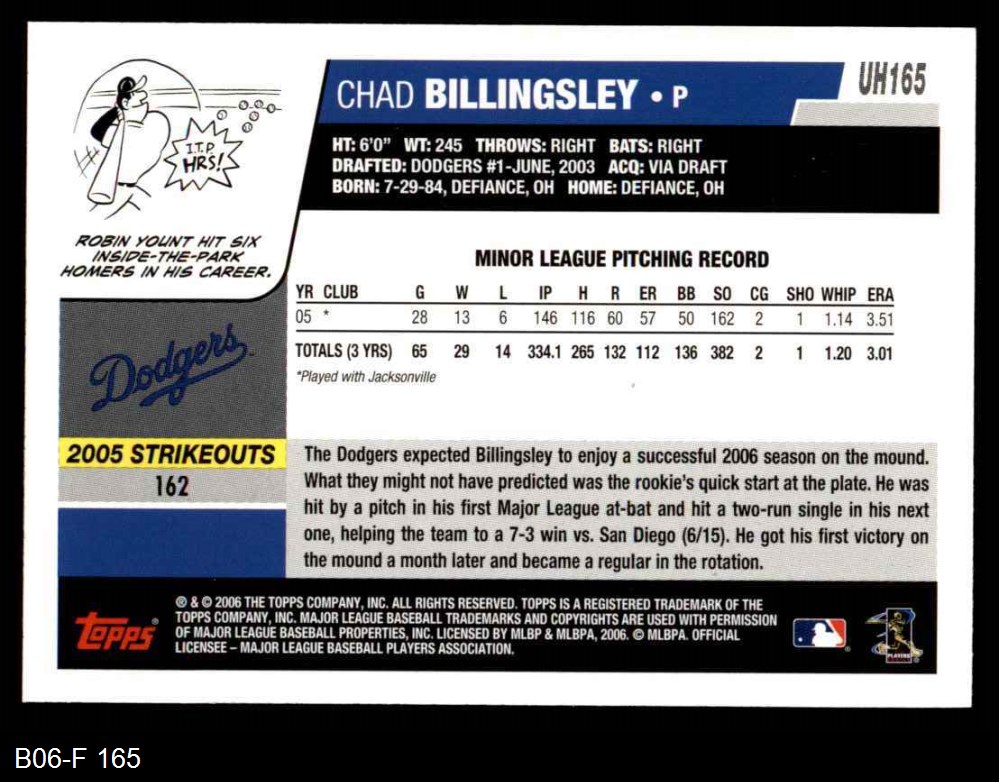 CHAD BILLINGSLEY • P
UH165
HT: 6'0" WT: 245 THROWS: RIGHT BATS: RIGHT
DRAFTED: DODGERS #1-JUNE, 2003 ACQ: VIA DRAFT
BORN: 7-29-84, DEFIANCE, OH HOME: DEFIANCE, OH
I.T.P.
HRS!
ROBIN YOUNT HIT SIX
INSIDE-THE-PARK
HOMERS IN HIS CAREER.
MINOR LEAGUE PITCHING RECORD
YR CLUB G W L IP H R ER BB SO CG SHO WHIP ERA
05 * 28 13 6 146 116 60 57 50 162 2 1 1.14 3.51
TOTALS (3 YRS) 65 29 14 334.1 265 132 112 136 382 2 1 1.20 3.01
*Played with Jacksonville
Dodgers
2005 STRIKEOUTS
162
The Dodgers expected Billingsley to enjoy a successful 2006 season on the mound.
What they might not have predicted was the rookie's quick start at the plate. He was
hit by a pitch in his first Major League at-bat and hit a two-run single in his next
one, helping the team to a 7-3 win vs. San Diego (6/15). He got his first victory on
the mound a month later and became a regular in the rotation.
Topps®
® & © 2006 THE TOPPS COMPANY, INC. ALL RIGHTS RESERVED. TOPPS IS A REGISTERED TRADEMARK OF THE
TOPPS COMPANY, INC. MAJOR LEAGUE BASEBALL TRADEMARKS AND COPYRIGHTS ARE USED WITH PERMISSION
OF MAJOR LEAGUE BASEBALL PROPERTIES, INC. LICENSED BY MLBP & MLBPA, 2006. © MLBPA. OFFICIAL
LICENSEE – MAJOR LEAGUE BASEBALL PLAYERS ASSOCIATION.
PLAYERS
B06-F 165